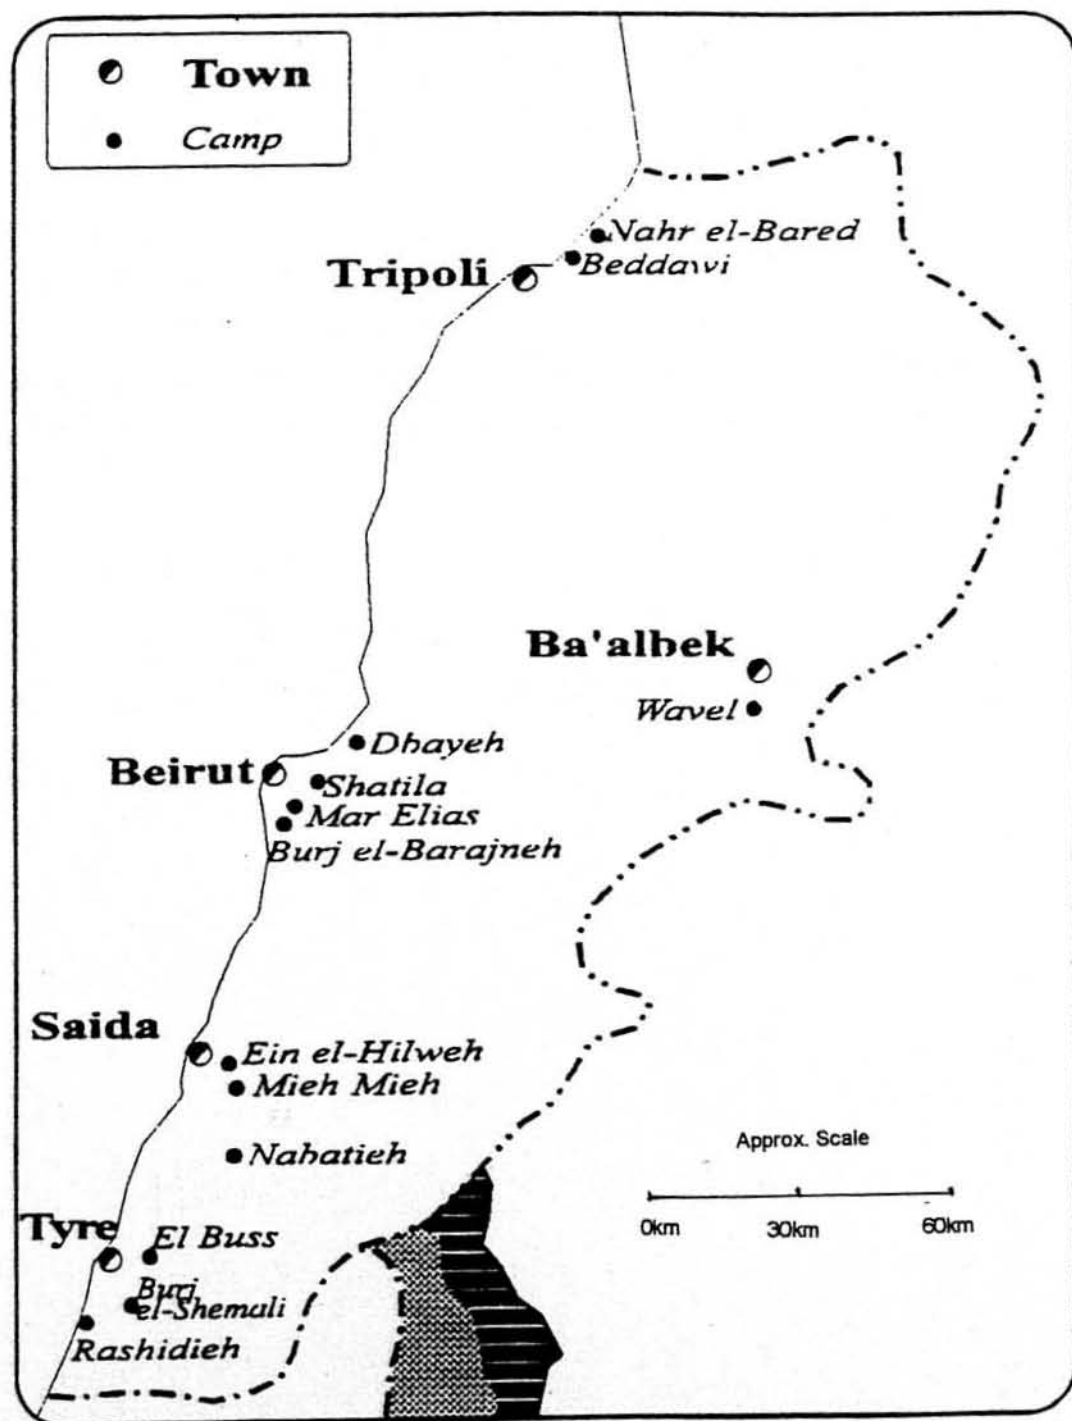 Town
Camp
Nahr el-Bared
Tripoli
Beddawi
Ba'albek
Wavel
Dbayeh
Beirut
Shatila
Mar Elias
Burj el-Barajneh
Saida
Ein el-Hilweh
Mieh Mieh
Nabatieh
Approx. Scale
0km 30km 60km
Tyre
El Buss
Burj
el-Shemali
Rashidieh